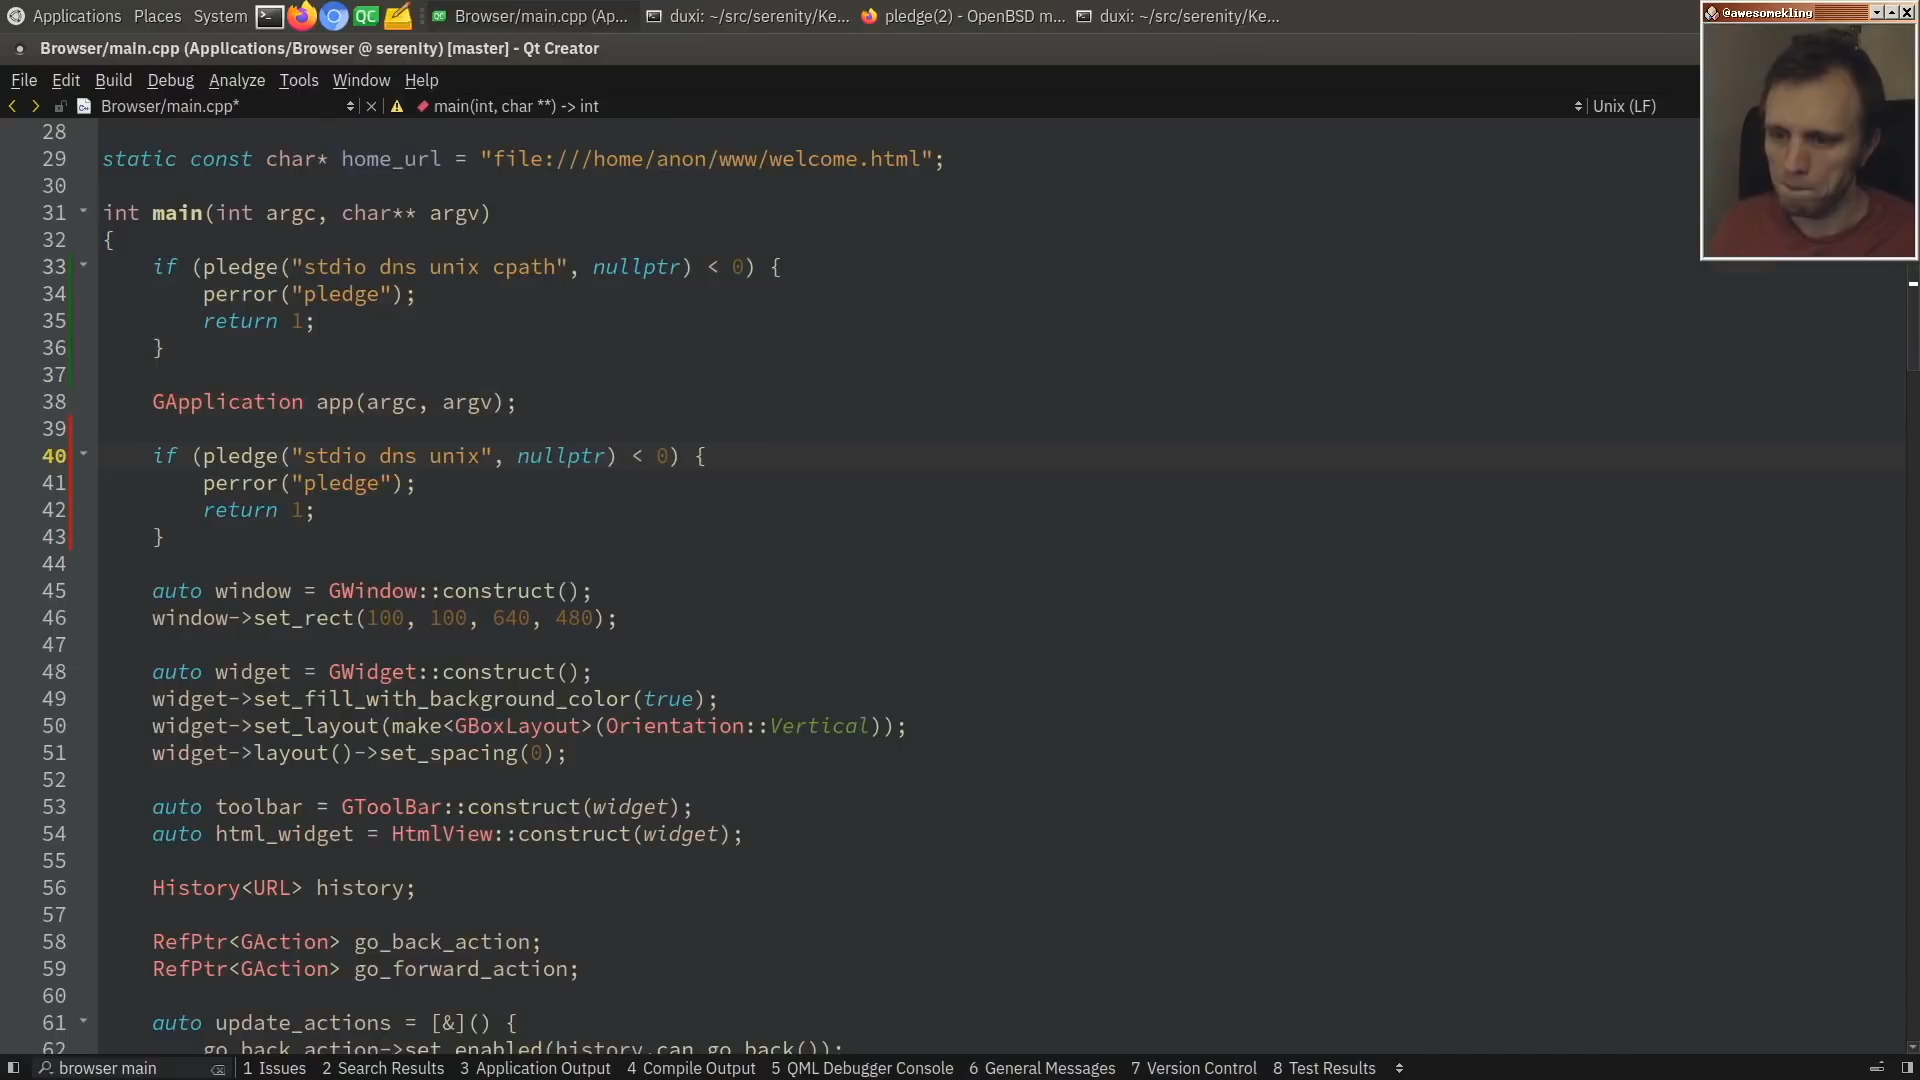 Applications Places System Browser/main.cpp (Ap... duxi: ~/src/serenity/Ke... pledge(2) - OpenBSD m... duxi: ~/src/serenity/Ke...
@awesomekling
Browser/main.cpp (Applications/Browser @ serenity) [master] - Qt Creator
File Edit Build Debug Analyze Tools Window Help
Browser/main.cpp* main(int, char **) -> int Unix (LF)
28
29 static const char* home_url = "file:///home/anon/www/welcome.html";
30
31 int main(int argc, char** argv)
32 {
33 if (pledge("stdio dns unix cpath", nullptr) < 0) {
34 perror("pledge");
35 return 1;
36 }
37
38 GApplication app(argc, argv);
39
40 if (pledge("stdio dns unix", nullptr) < 0) {
41 perror("pledge");
42 return 1;
43 }
44
45 auto window = GWindow::construct();
46 window->set_rect(100, 100, 640, 480);
47
48 auto widget = GWidget::construct();
49 widget->set_fill_with_background_color(true);
50 widget->set_layout(make<GBoxLayout>(Orientation::Vertical));
51 widget->layout()->set_spacing(0);
52
53 auto toolbar = GToolBar::construct(widget);
54 auto html_widget = HtmlView::construct(widget);
55
56 History<URL> history;
57
58 RefPtr<GAction> go_back_action;
59 RefPtr<GAction> go_forward_action;
60
61 auto update_actions = [&]() {
62 go_back_action->set_enabled(history.can_go_back());
browser main 1 Issues 2 Search Results 3 Application Output 4 Compile Output 5 QML Debugger Console 6 General Messages 7 Version Control 8 Test Results